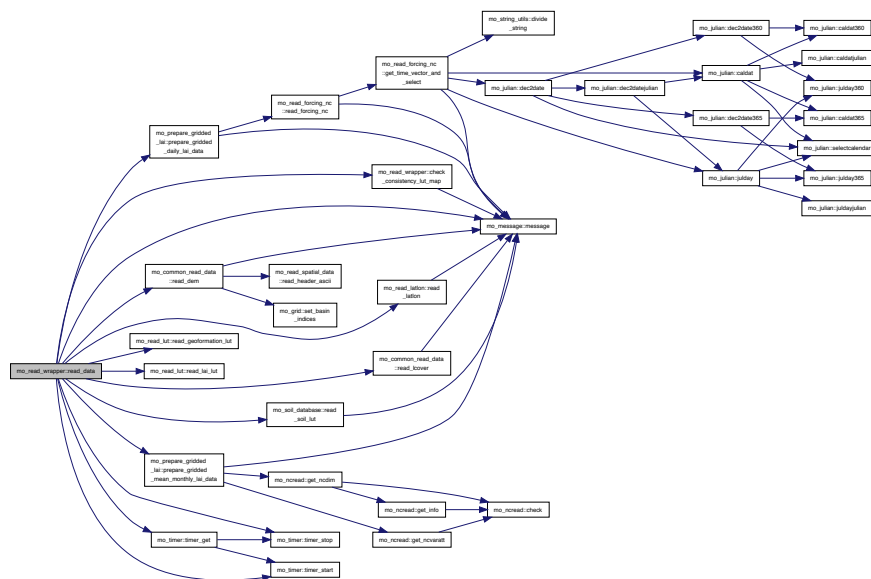 mo_string_utils::divide
_string
mo_julian::dec2date360
mo_julian::caldat360
mo_read_forcing_nc
::get_time_vector_and
_select
mo_julian::caldat
mo_julian::caldatjulian
mo_julian::dec2date
mo_julian::dec2datejulian
mo_julian::julday360
mo_read_forcing_nc
::read_forcing_nc
mo_julian::dec2date365
mo_julian::caldat365
mo_prepare_gridded
_lai::prepare_gridded
_daily_lai_data
mo_julian::selectcalendar
mo_read_wrapper::check
_consistency_lut_map
mo_julian::julday
mo_julian::julday365
mo_julian::juldayjulian
mo_message::message
mo_common_read_data
::read_dem
mo_read_spatial_data
::read_header_ascii
mo_read_latlon::read
_latlon
mo_grid::set_basin
_indices
mo_read_lut::read_geoformation_lut
mo_common_read_data
::read_lcover
mo_read_wrapper::read_data
mo_read_lut::read_lai_lut
mo_soil_database::read
_soil_lut
mo_prepare_gridded
_lai::prepare_gridded
_mean_monthly_lai_data
mo_ncread::get_ncdim
mo_ncread::get_info
mo_ncread::check
mo_timer::timer_get
mo_timer::timer_stop
mo_ncread::get_ncvaratt
mo_timer::timer_start